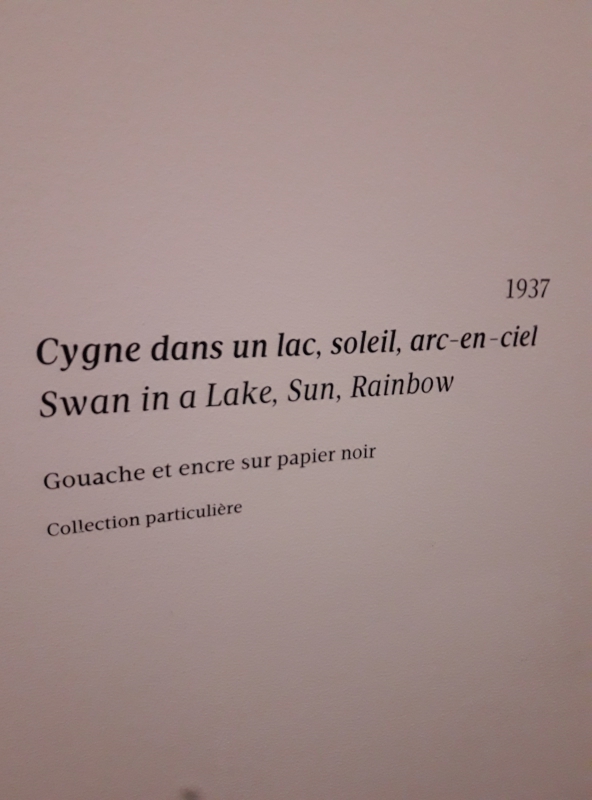 1937
Cygne dans un lac, soleil, arc-en-ciel
Swan in a Lake, Sun, Rainbow
Gouache et encre sur papier noir
Collection particulière